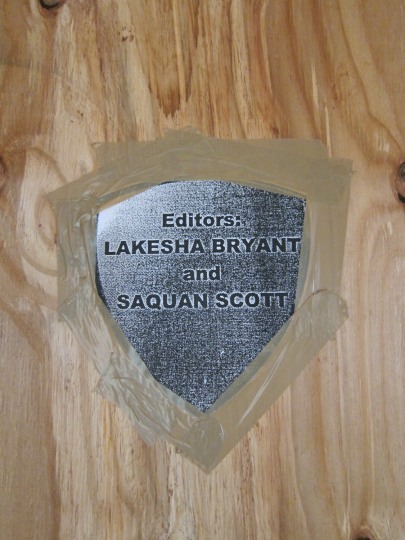 Editors:
LAKESHA BRYANT
and
SAQUAN SCOTT